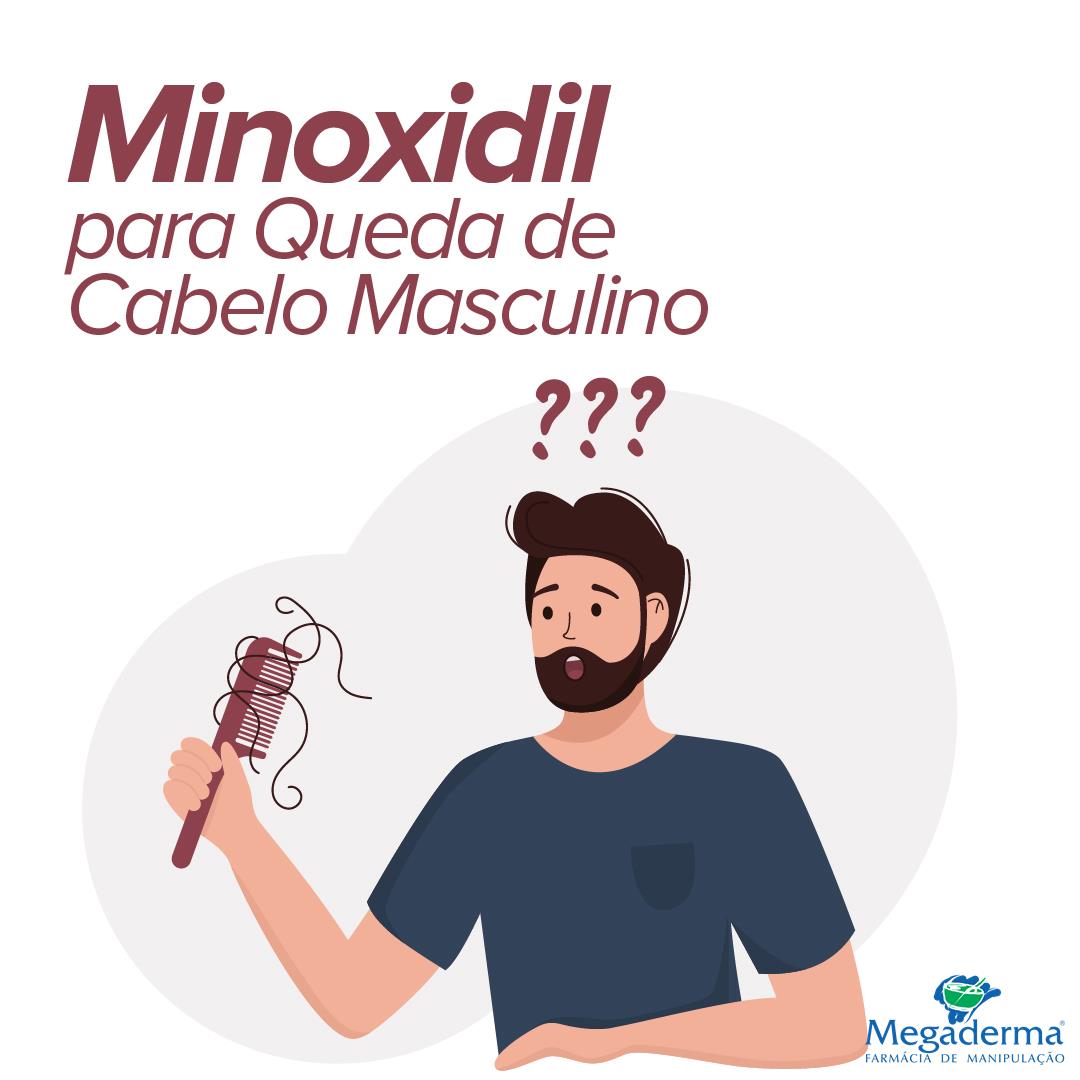 Minoxidil
para Queda de
Cabelo Masculino
???
Megaderma®
FARMÁCIA DE MANIPULAÇÃO